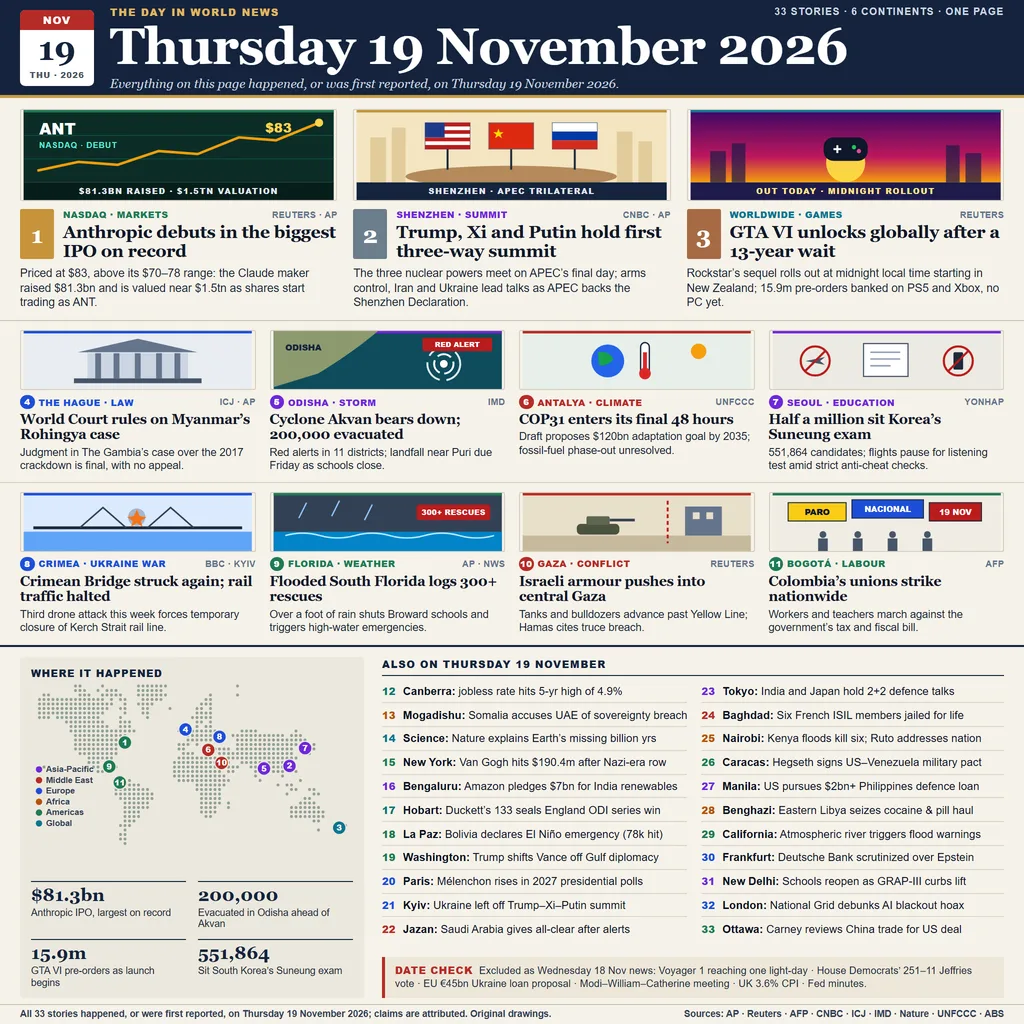 NOV
19
THU · 2026
THE DAY IN WORLD NEWS
33 STORIES · 6 CONTINENTS · ONE PAGE
Thursday 19 November 2026
Everything on this page happened, or was first reported, on Thursday 19 November 2026.
ANT
NASDAQ · DEBUT
$83
$81.3BN RAISED · $1.5TN VALUATION
1
NASDAQ · MARKETS
REUTERS · AP
Anthropic debuts in the biggest
IPO on record
Priced at $83, above its $70–78 range: the Claude maker
raised $81.3bn and is valued near $1.5tn as shares start
trading as ANT.
SHENZHEN · APEC TRILATERAL
2
SHENZHEN · SUMMIT
CNBC · AP
Trump, Xi and Putin hold first
three-way summit
The three nuclear powers meet on APEC's final day; arms
control, Iran and Ukraine lead talks as APEC backs the
Shenzhen Declaration.
OUT TODAY · MIDNIGHT ROLLOUT
3
WORLDWIDE · GAMES
REUTERS
GTA VI unlocks globally after a
13-year wait
Rockstar's sequel rolls out at midnight local time starting in
New Zealand; 15.9m pre-orders banked on PS5 and Xbox, no
PC yet.
4 THE HAGUE · LAW
ICJ · AP
World Court rules on Myanmar's
Rohingya case
Judgment in The Gambia's case over the 2017
crackdown is final, with no appeal.
ODISHA
RED ALERT
5 ODISHA · STORM
IMD
Cyclone Akvan bears down;
200,000 evacuated
Red alerts in 11 districts; landfall near Puri due
Friday as schools close.
6 ANTALYA · CLIMATE
UNFCCC
COP31 enters its final 48 hours
Draft proposes $120bn adaptation goal by 2035;
fossil-fuel phase-out unresolved.
7 SEOUL · EDUCATION
YONHAP
Half a million sit Korea's
Suneung exam
551,864 candidates; flights pause for listening
test amid strict anti-cheat checks.
8 CRIMEA · UKRAINE WAR
BBC · KYIV
Crimean Bridge struck again; rail
traffic halted
Third drone attack this week forces temporary
closure of Kerch Strait rail line.
300+ RESCUES
9 FLORIDA · WEATHER
AP · NWS
Flooded South Florida logs 300+
rescues
Over a foot of rain shuts Broward schools and
triggers high-water emergencies.
10 GAZA · CONFLICT
REUTERS
Israeli armour pushes into
central Gaza
Tanks and bulldozers advance past Yellow Line;
Hamas cites truce breach.
PARO
NACIONAL
19 NOV
11 BOGOTÁ · LABOUR
AFP
Colombia's unions strike
nationwide
Workers and teachers march against the
government's tax and fiscal bill.
WHERE IT HAPPENED
4
8
1
6
7
10
9
5
2
11
3
Asia-Pacific
Middle East
Europe
Africa
Americas
Global
$81.3bn
Anthropic IPO, largest on record
200,000
Evacuated in Odisha ahead of
Akvan
15.9m
GTA VI pre-orders as launch
begins
551,864
Sit South Korea's Suneung exam
ALSO ON THURSDAY 19 NOVEMBER
12 Canberra: jobless rate hits 5-yr high of 4.9%
13 Mogadishu: Somalia accuses UAE of sovereignty breach
14 Science: Nature explains Earth's missing billion yrs
15 New York: Van Gogh hits $190.4m after Nazi-era row
16 Bengaluru: Amazon pledges $7bn for India renewables
17 Hobart: Duckett's 133 seals England ODI series win
18 La Paz: Bolivia declares El Niño emergency (78k hit)
19 Washington: Trump shifts Vance off Gulf diplomacy
20 Paris: Mélenchon rises in 2027 presidential polls
21 Kyiv: Ukraine left off Trump–Xi–Putin summit
22 Jazan: Saudi Arabia gives all-clear after alerts
23 Tokyo: India and Japan hold 2+2 defence talks
24 Baghdad: Six French ISIL members jailed for life
25 Nairobi: Kenya floods kill six; Ruto addresses nation
26 Caracas: Hegseth signs US–Venezuela military pact
27 Manila: US pursues $2bn+ Philippines defence loan
28 Benghazi: Eastern Libya seizes cocaine & pill haul
29 California: Atmospheric river triggers flood warnings
30 Frankfurt: Deutsche Bank scrutinized over Epstein
31 New Delhi: Schools reopen as GRAP-III curbs lift
32 London: National Grid debunks AI blackout hoax
33 Ottawa: Carney reviews China trade for US deal
DATE CHECK Excluded as Wednesday 18 Nov news: Voyager 1 reaching one light-day · House Democrats' 251–11 Jeffries
vote · EU €45bn Ukraine loan proposal · Modi–William–Catherine meeting · UK 3.6% CPI · Fed minutes.
All 33 stories happened, or were first reported, on Thursday 19 November 2026; claims are attributed. Original drawings.
Sources: AP · Reuters · AFP · CNBC · ICJ · IMD · Nature · UNFCCC · ABS